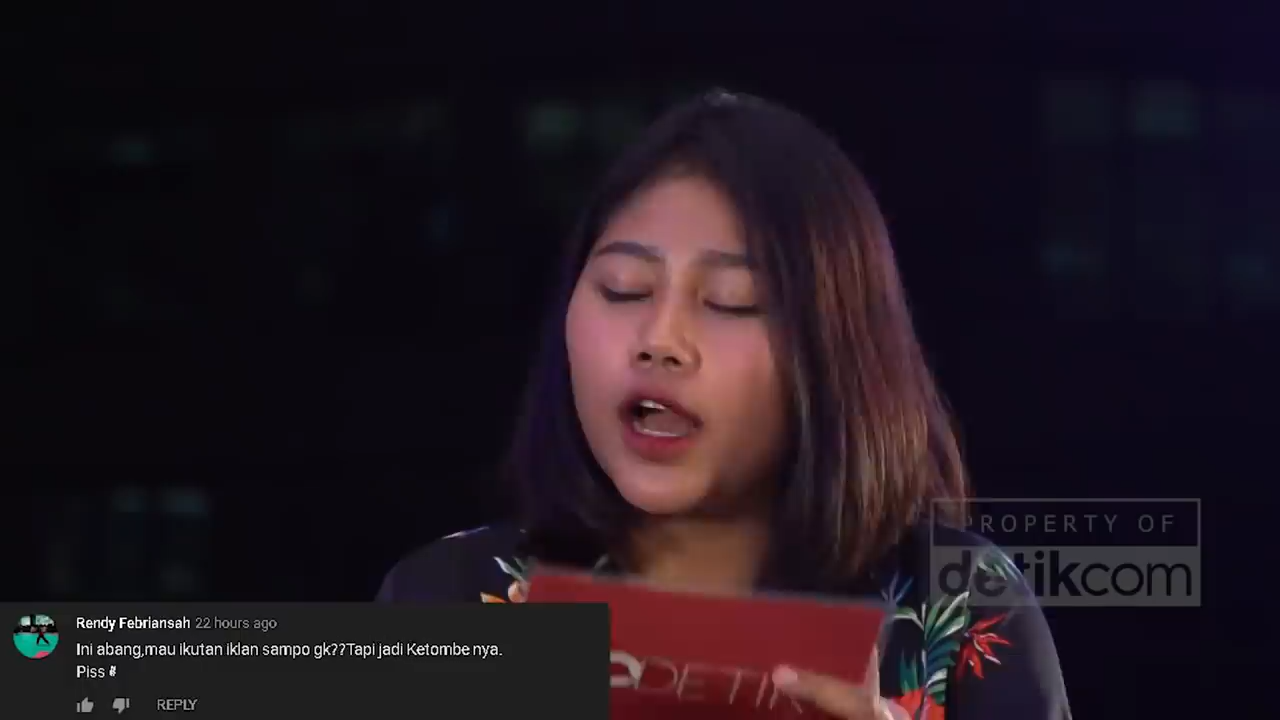 PROPERTY OF
detikcom
Rendy Febriansah 22 hours ago
Ini abang,mau ikutan iklan sampo gk??Tapi jadi Ketombe nya.
Piss #
REPLY
DETIK